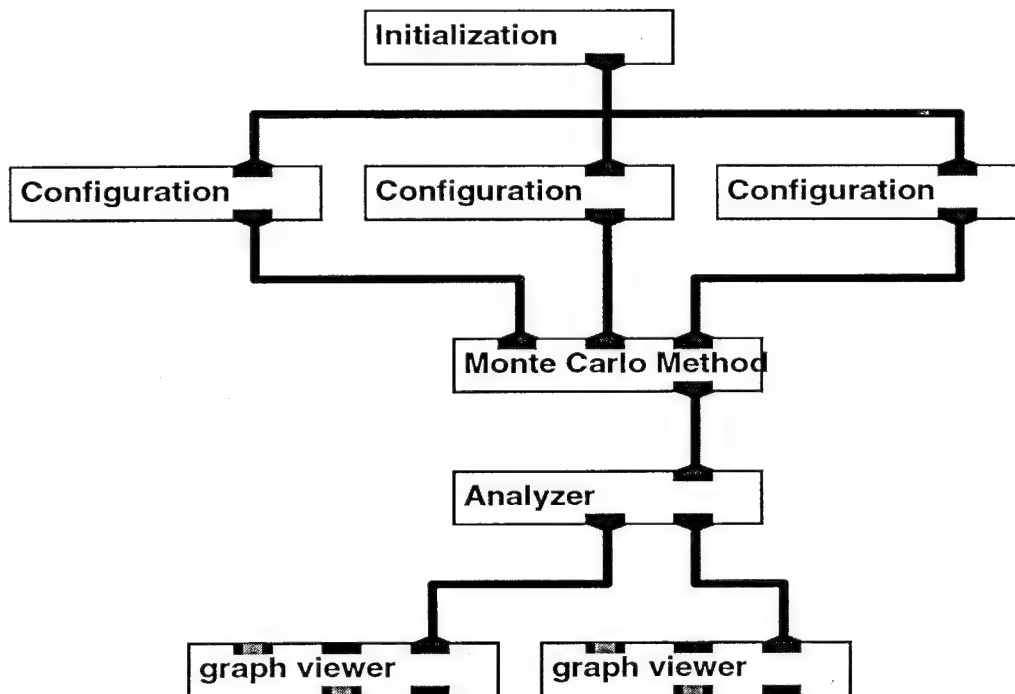 Initialization
Configuration
Configuration
Configuration
Monte Carlo Method
Analyzer
graph viewer
graph viewer